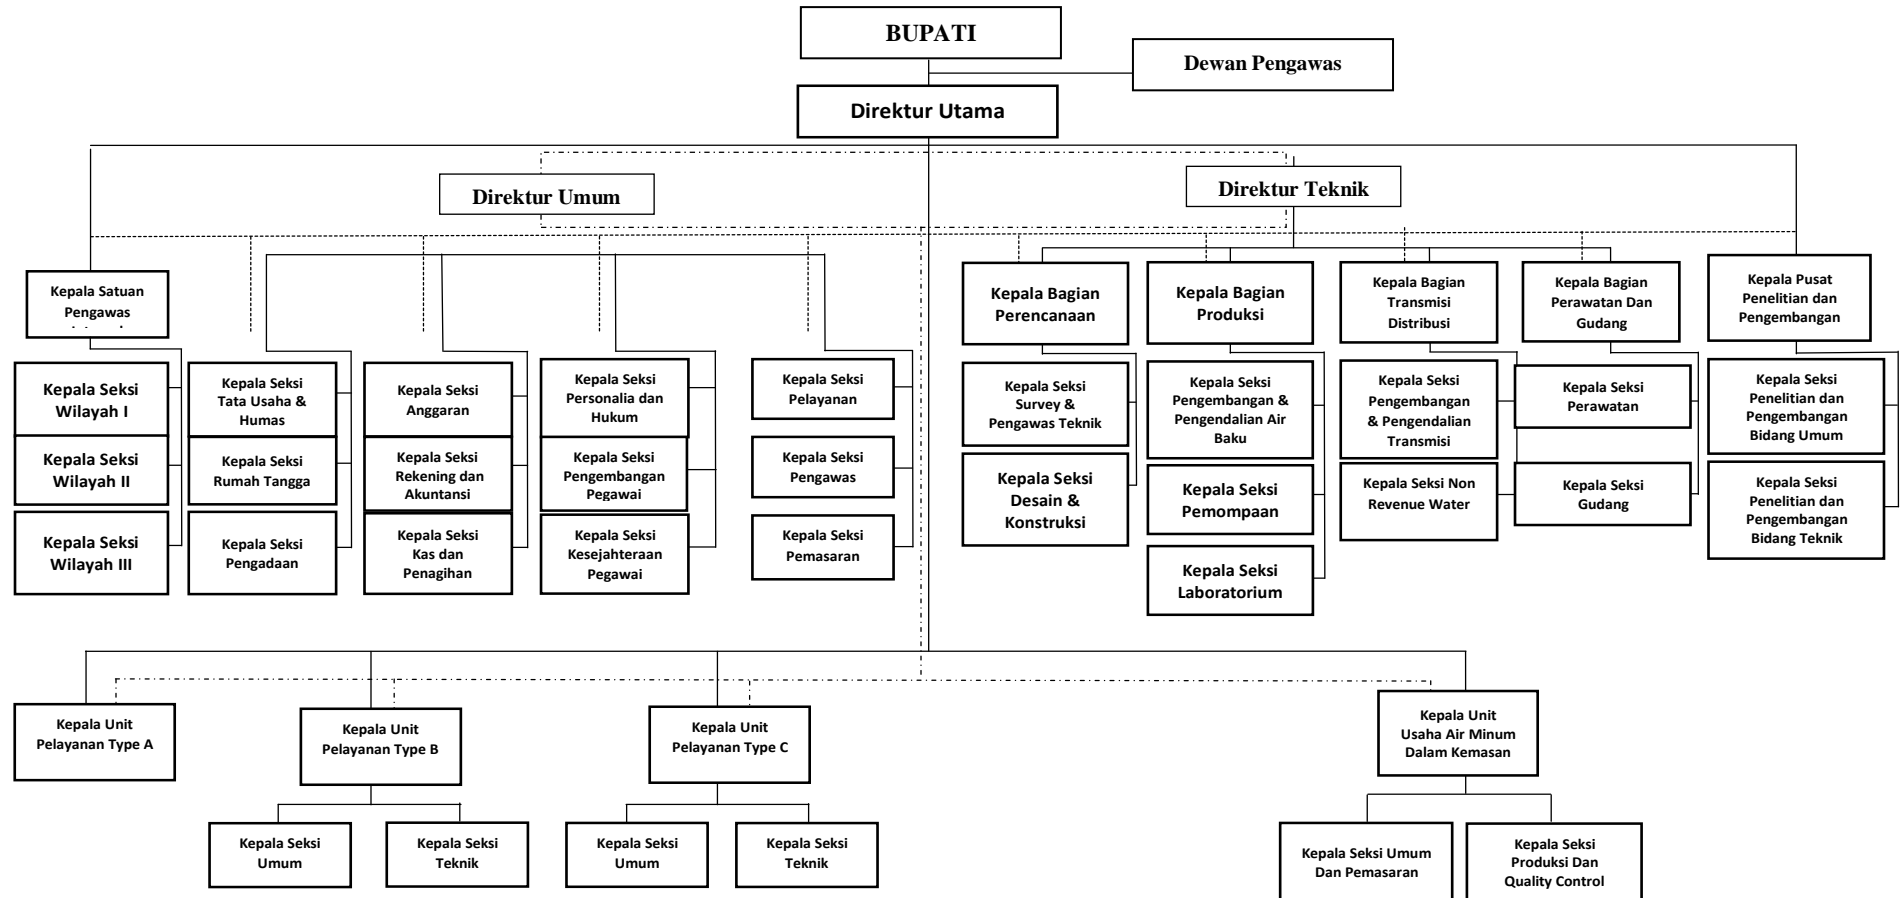 BUPATI
Dewan Pengawas
Direktur Utama
Direktur Umum
Direktur Teknik
Kepala Satuan
Pengawas
Kepala Bagian
Perencanaan
Kepala Bagian
Produksi
Kepala Bagian
Transmisi
Distribusi
Kepala Bagian
Perawatan Dan
Gudang
Kepala Pusat
Penelitian dan
Pengembangan
Kepala Seksi
Wilayah I
Kepala Seksi
Wilayah II
Kepala Seksi
Wilayah III
Kepala Seksi
Tata Usaha &
Humas
Kepala Seksi
Rumah Tangga
Kepala Seksi
Pengadaan
Kepala Seksi
Anggaran
Kepala Seksi
Rekening dan
Akuntansi
Kepala Seksi
Kas dan
Penagihan
Kepala Seksi
Personalia dan
Hukum
Kepala Seksi
Pengembangan
Pegawai
Kepala Seksi
Kesejahteraan
Pegawai
Kepala Seksi
Pelayanan
Kepala Seksi
Pengawas
Kepala Seksi
Pemasaran
Kepala Seksi
Survey &
Pengawas Teknik
Kepala Seksi
Desain &
Konstruksi
Kepala Seksi
Pengembangan &
Pengendalian Air
Baku
Kepala Seksi
Pemompaan
Kepala Seksi
Laboratorium
Kepala Seksi
Pengembangan
& Pengendalian
Transmisi
Kepala Seksi Non
Revenue Water
Kepala Seksi
Perawatan
Kepala Seksi
Gudang
Kepala Seksi
Penelitian dan
Pengembangan
Bidang Umum
Kepala Seksi
Penelitian dan
Pengembangan
Bidang Teknik
Kepala Unit
Pelayanan Type A
Kepala Unit
Pelayanan Type B
Kepala Unit
Pelayanan Type C
Kepala Unit
Usaha Air Minum
Dalam Kemasan
Kepala Seksi
Umum
Kepala Seksi
Teknik
Kepala Seksi
Umum
Kepala Seksi
Teknik
Kepala Seksi Umum
Dan Pemasaran
Kepala Seksi
Produksi Dan
Quality Control